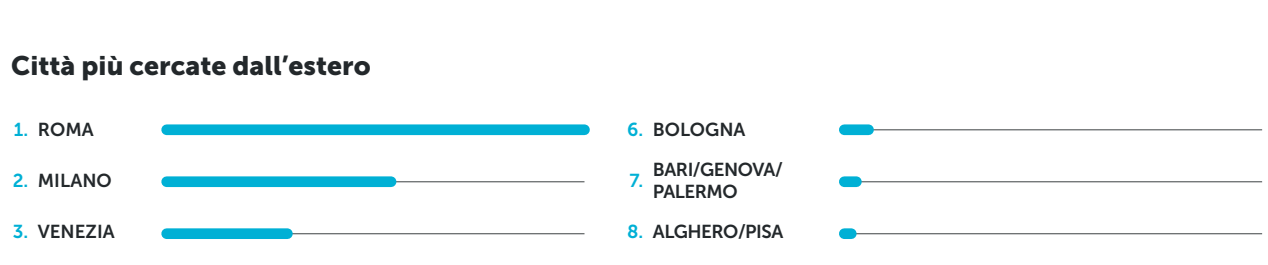 Città più cercate dall'estero
1. ROMA
2. MILANO
3. VENEZIA
6. BOLOGNA
7. BARI/GENOVA/
PALERMO
8. ALGHERO/PISA